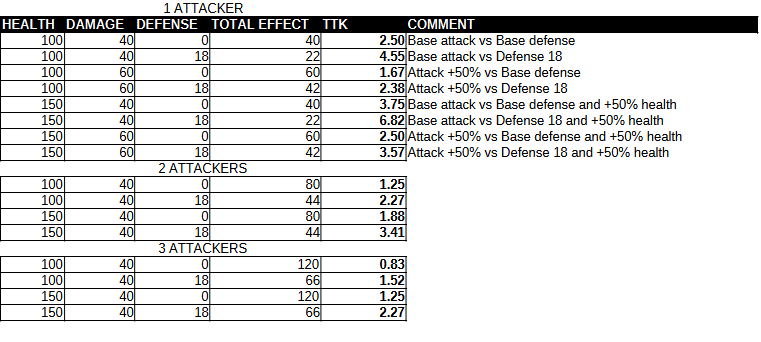 1 ATTACKER
HEALTH DAMAGE DEFENSE TOTAL EFFECT TTK COMMENT
100 40 0 40 2.50 Base attack vs Base defense
100 40 18 22 4.55 Base attack vs Defense 18
100 60 0 60 1.67 Attack +50% vs Base defense
100 60 18 42 2.38 Attack +50% vs Defense 18
150 40 0 40 3.75 Base attack vs Base defense and +50% health
150 40 18 22 6.82 Base attack vs Defense 18 and +50% health
150 60 0 60 2.50 Attack +50% vs Base defense and +50% health
150 60 18 42 3.57 Attack +50% vs Defense 18 and +50% health
2 ATTACKERS
100 40 0 80 1.25
100 40 18 44 2.27
150 40 0 80 1.88
150 40 18 44 3.41
3 ATTACKERS
100 40 0 120 0.83
100 40 18 66 1.52
150 40 0 120 1.25
150 40 18 66 2.27